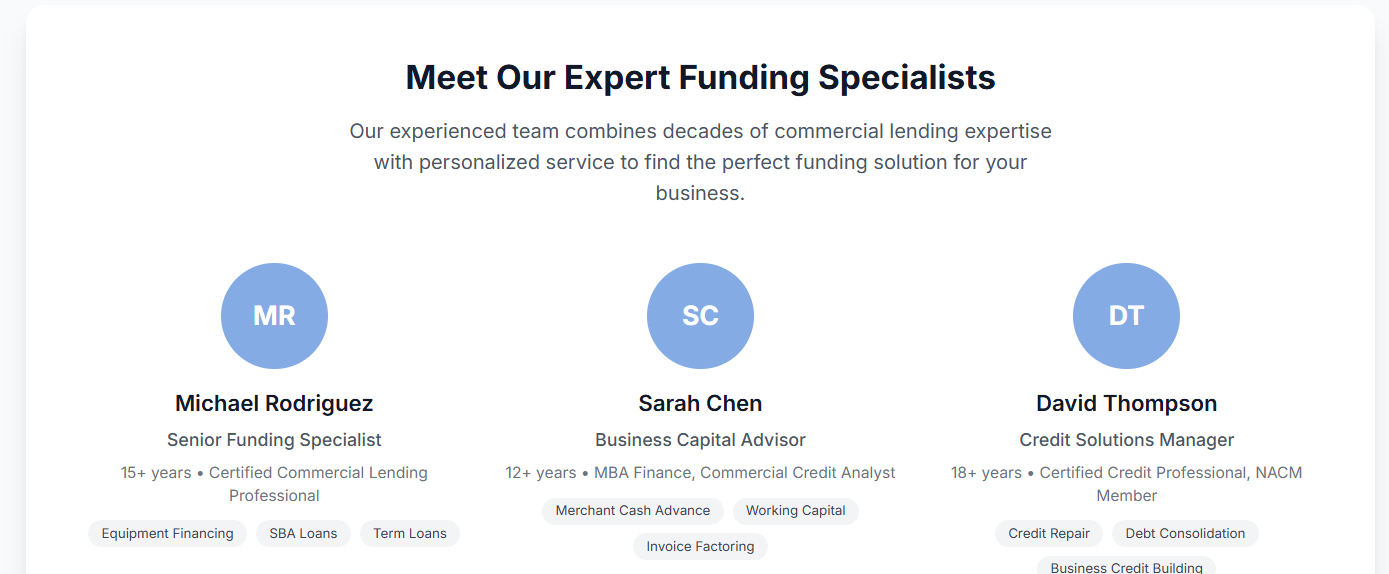 Meet Our Expert Funding Specialists
Our experienced team combines decades of commercial lending expertise
with personalized service to find the perfect funding solution for your
business.
MR
Michael Rodriguez
Senior Funding Specialist
15+ years • Certified Commercial Lending
Professional
Equipment Financing
SBA Loans
Term Loans
SC
Sarah Chen
Business Capital Advisor
12+ years • MBA Finance, Commercial Credit Analyst
Merchant Cash Advance
Working Capital
Invoice Factoring
DT
David Thompson
Credit Solutions Manager
18+ years • Certified Credit Professional, NACM
Member
Credit Repair
Debt Consolidation
Business Credit Building